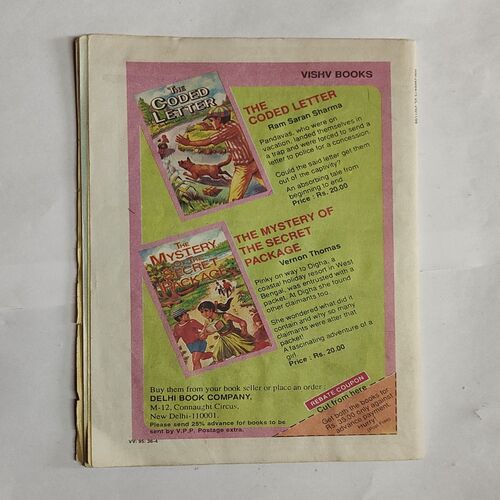 VISHV BOOKS
THE
CODED
LETTER
THE
CODED LETTER
Ram Saran Sharma
Pandavas, who were on
vacation, landed themselves in
a trap and were forced to send a
letter to police for a concession.
Could the said letter get them
out of the captivity?
An absorbing tale from
beginning to end.
Price - Rs. 20.00
THE
MYSTERY
OF THE
SECRET
PACKAGE
THE MYSTERY OF
THE SECRET
PACKAGE
Vernon Thomas
Pinky on way to Digha, a
coastal holiday resort in West
Bengal, was entrusted with a
packet. At Digha she found
other claimants too.
She wondered what did it
contain and why so many
claimants were after that
packet!
A fascinating adventure of a
girl.
Price : Rs. 20.00
Buy them from your book seller or place an order :
DELHI BOOK COMPANY,
M-12, Connaught Circus,
New Delhi-110001.
Please send 25% advance for books to be
sent by V.P.P. Postage extra.
REBATE COUPON
Cut from here
Get both the books for
Rs. 35.00 only against
advance payment.
Hurry!
(Post Free)
VV. 95: 36-4